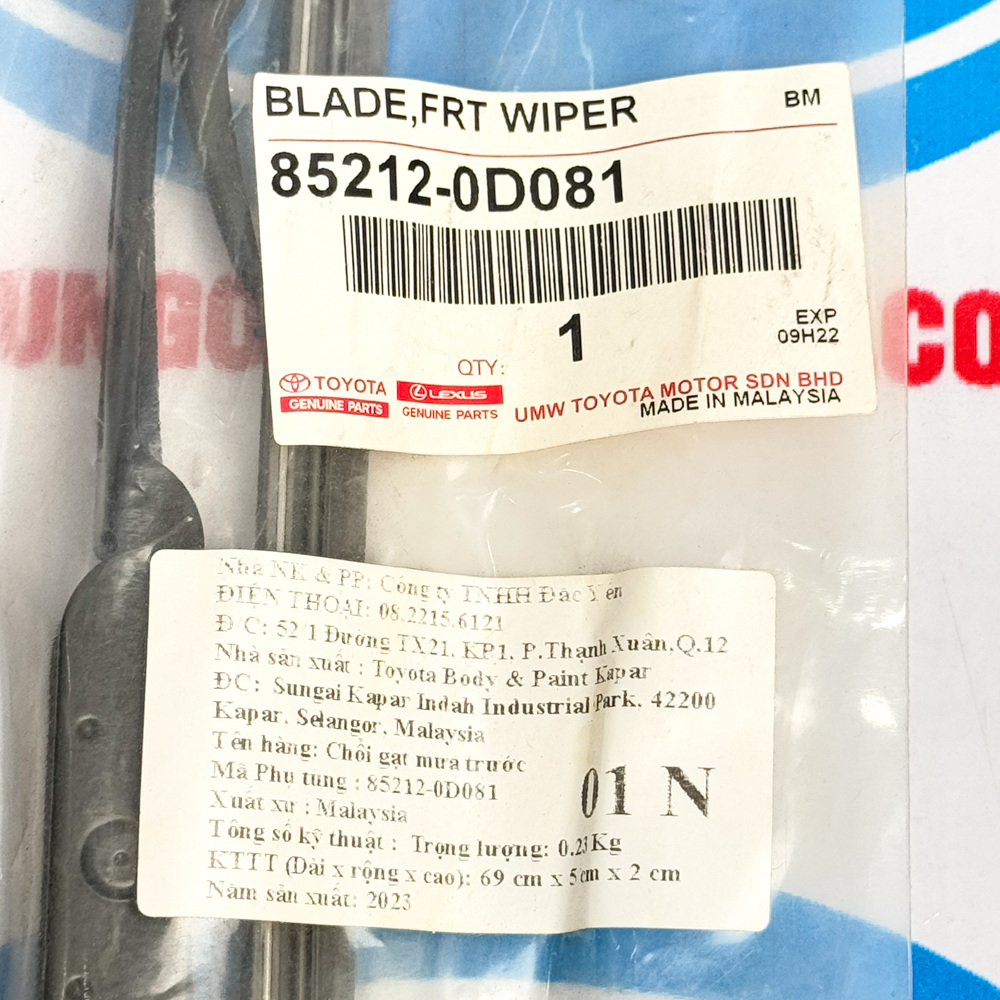 BLADE,FRT WIPER
BM
85212-0D081
QTY: 1
EXP
09H22
TOYOTA
GENUINE PARTS
LEXUS
GENUINE PARTS
UMW TOYOTA MOTOR SDN BHD
MADE IN MALAYSIA
UNGCO
CO
Nhà NK & PP: Công ty TNHH Đắc Yến
ĐIỆN THOẠI: 08.2215.6121
Đ/C: 52/1 Đường TX21, KP1, P.Thạnh Xuân,Q.12
Nhà sản xuất : Toyota Body & Paint Kapar
ĐC: Sungai Kapar Indah Industrial Park, 42200
Kapar, Selangor, Malaysia
Tên hàng: Chổi gạt mưa trước
Mã Phụ tùng : 85212-0D081
01 N
Xuất xứ : Malaysia
Tông số kỹ thuật : Trọng lượng: 0.23Kg
KTTT (Dài x rộng x cao): 69 cm x 5 cm x 2 cm
Năm sản xuất: 2023